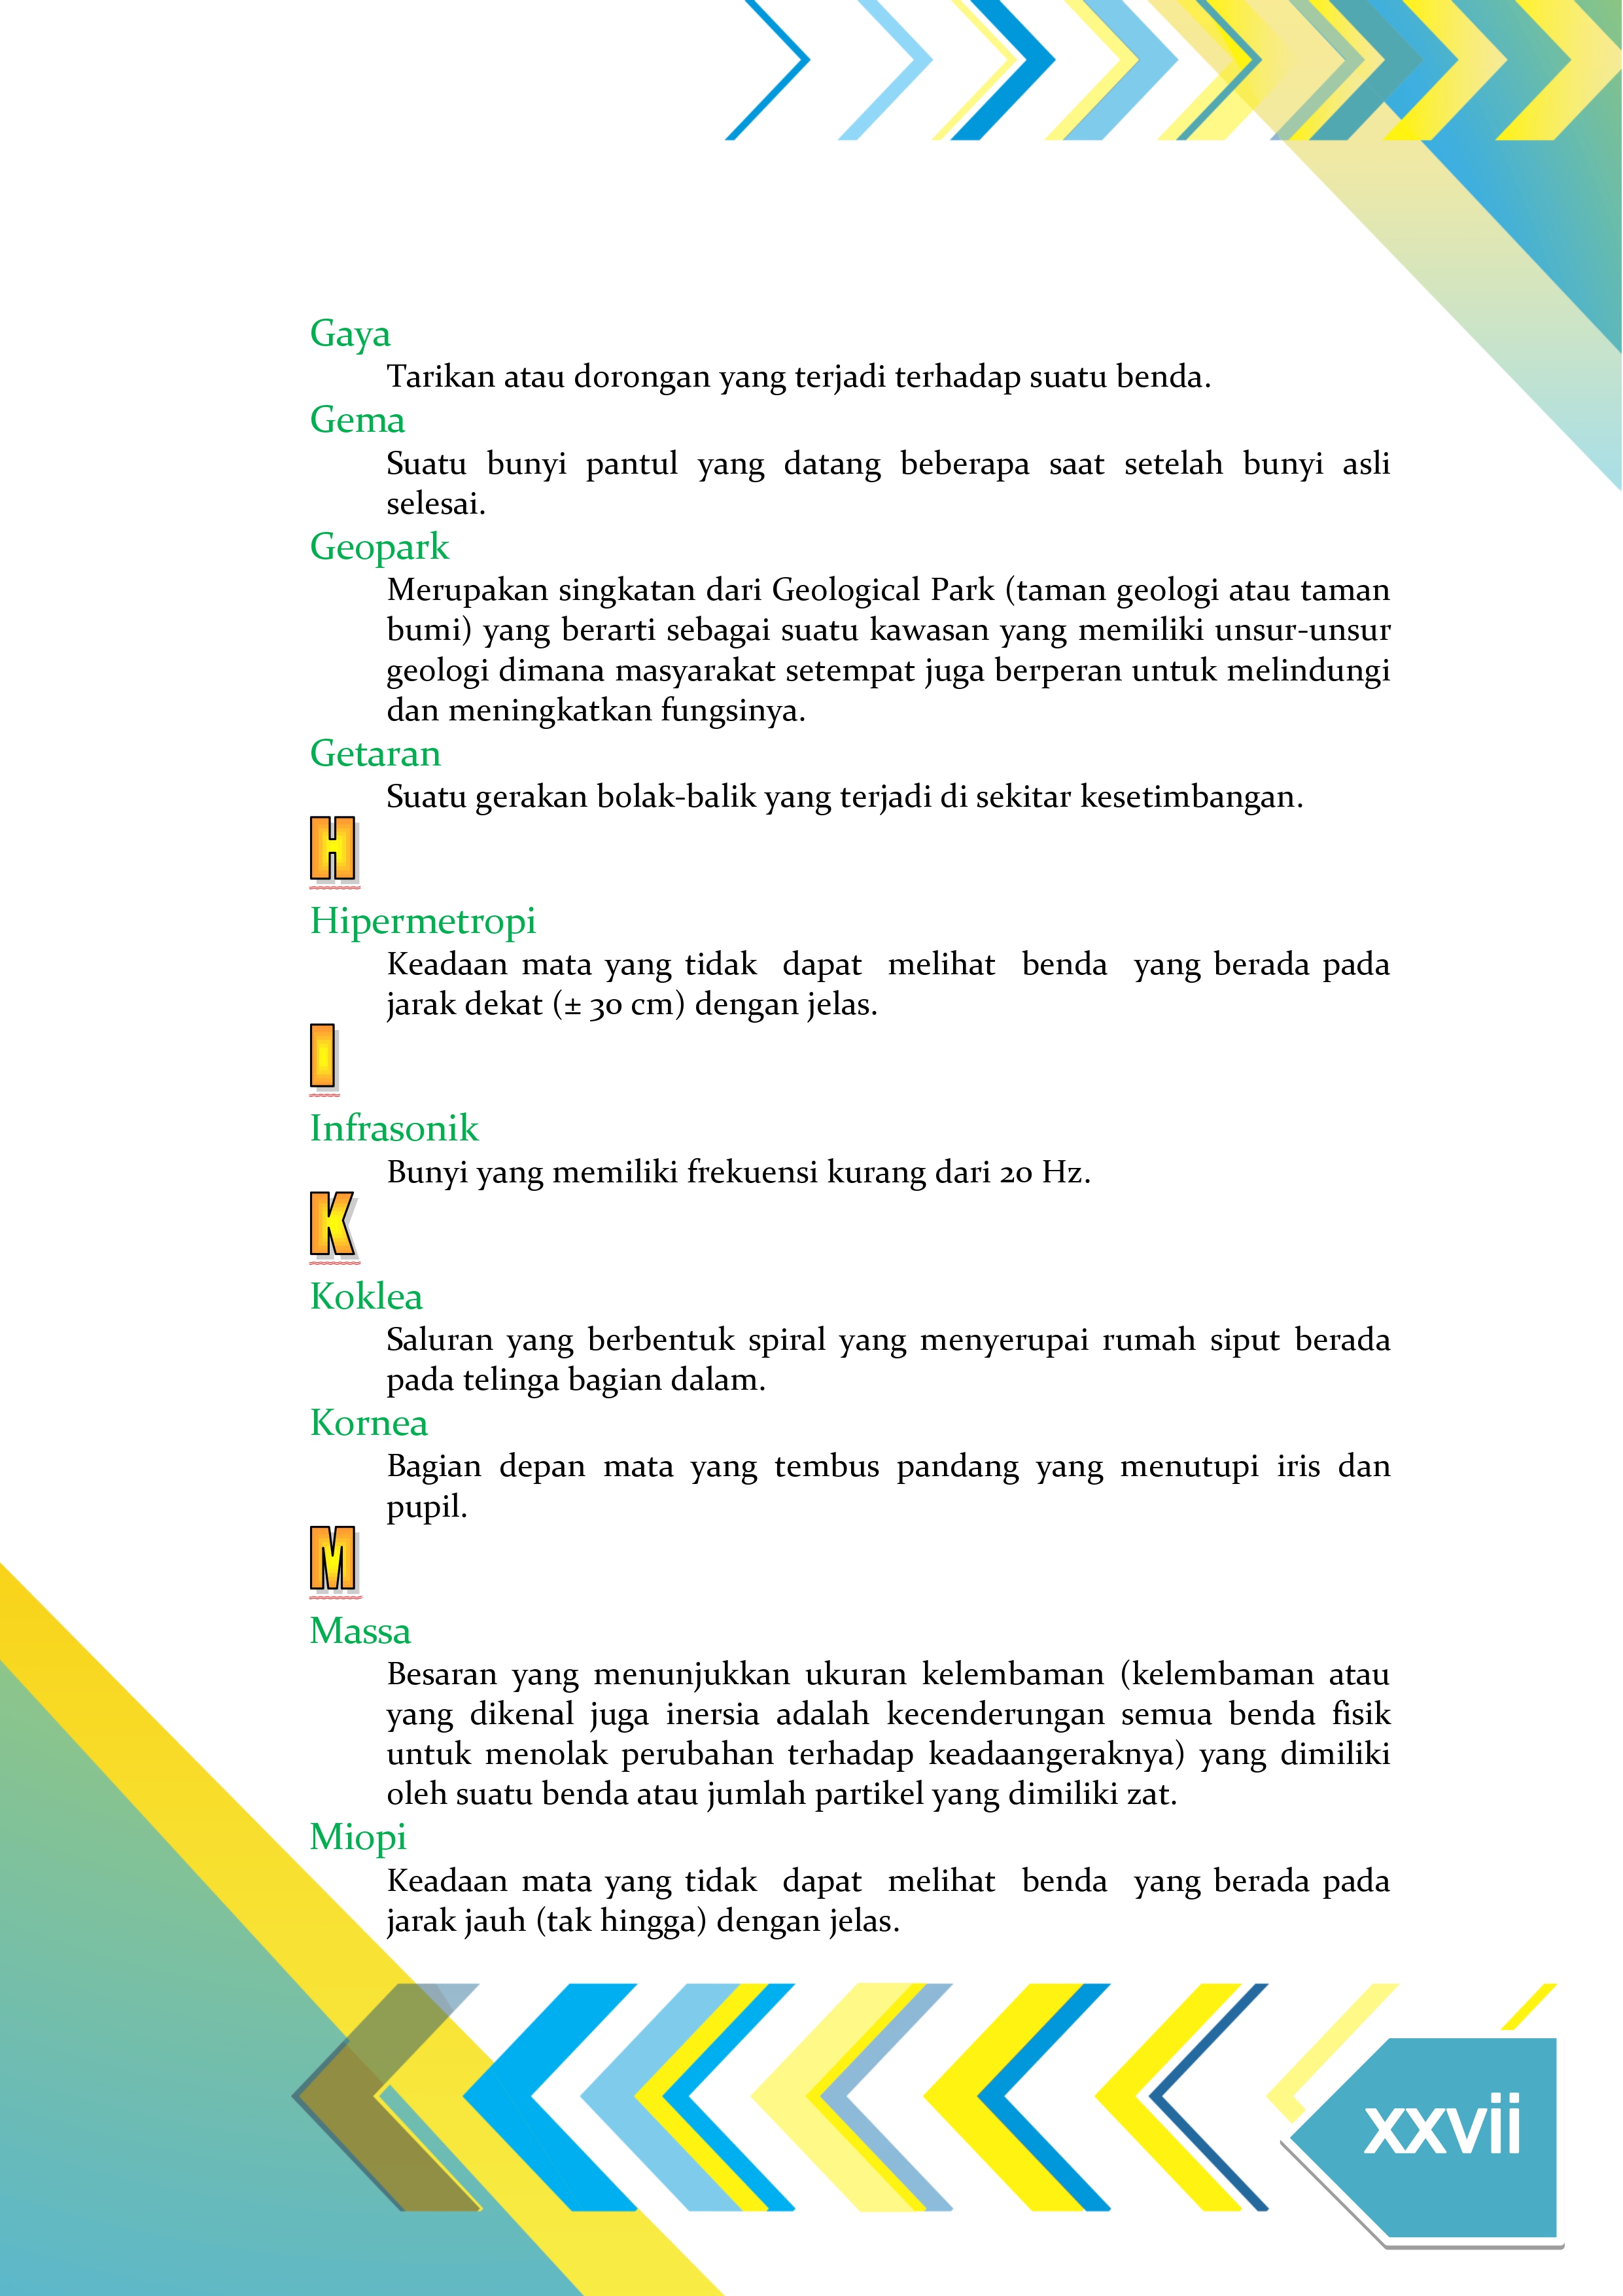 Gaya
Tarikan atau dorongan yang terjadi terhadap suatu benda.
Gema
Suatu bunyi pantul yang datang beberapa saat setelah bunyi asli
selesai.
Geopark
Merupakan singkatan dari Geological Park (taman geologi atau taman
bumi) yang berarti sebagai suatu kawasan yang memiliki unsur-unsur
geologi dimana masyarakat setempat juga berperan untuk melindungi
dan meningkatkan fungsinya.
Getaran
Suatu gerakan bolak-balik yang terjadi di sekitar kesetimbangan.
H
Hipermetropi
Keadaan mata yang tidak dapat melihat benda yang berada pada
jarak dekat (± 30 cm) dengan jelas.
I
Infrasonik
Bunyi yang memiliki frekuensi kurang dari 20 Hz.
K
Koklea
Saluran yang berbentuk spiral yang menyerupai rumah siput berada
pada telinga bagian dalam.
Kornea
Bagian depan mata yang tembus pandang yang menutupi iris dan
pupil.
M
Massa
Besaran yang menunjukkan ukuran kelembaman (kelembaman atau
yang dikenal juga inersia adalah kecenderungan semua benda fisik
untuk menolak perubahan terhadap keadaangeraknya) yang dimiliki
oleh suatu benda atau jumlah partikel yang dimiliki zat.
Miopi
Keadaan mata yang tidak dapat melihat benda yang berada pada
jarak jauh (tak hingga) dengan jelas.
xxvii